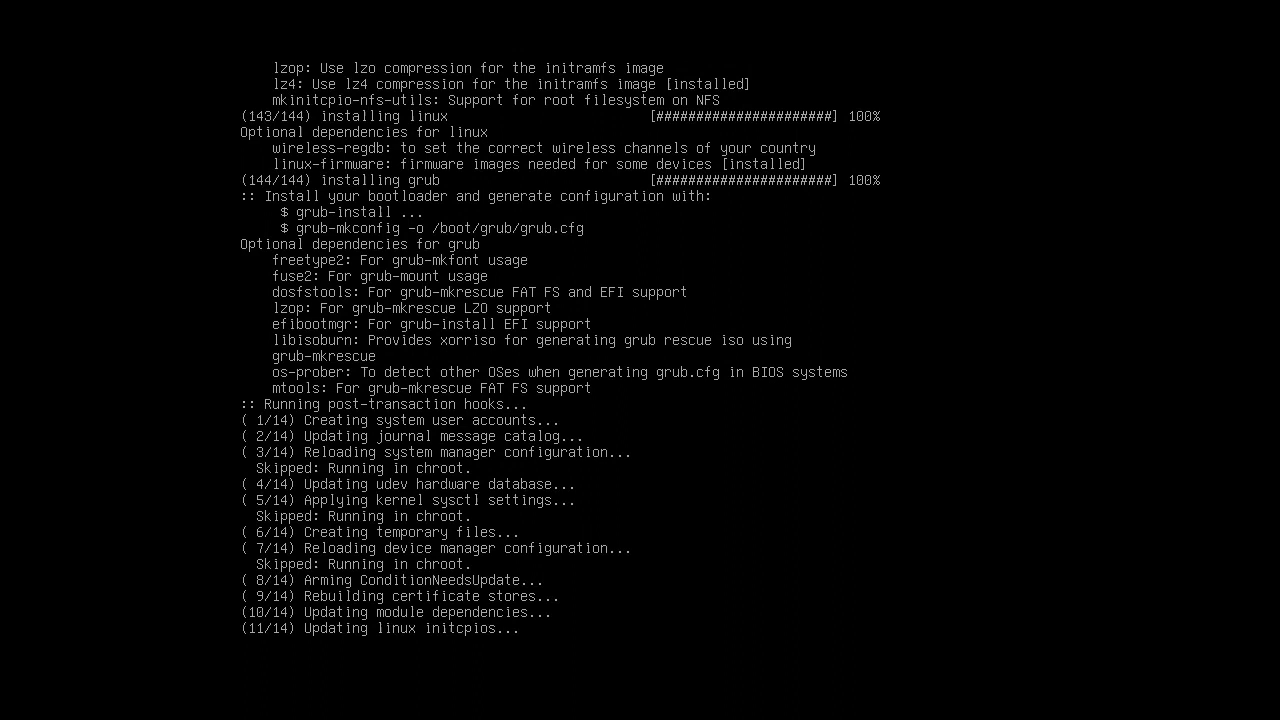 lzop: Use lzo compression for the initramfs image
lz4: Use lz4 compression for the initramfs image [installed]
mkinitcpio-nfs-utils: Support for root filesystem on NFS
(143/144) installing linux [######################] 100%
Optional dependencies for linux
wireless-regdb: to set the correct wireless channels of your country
linux-firmware: firmware images needed for some devices [installed]
(144/144) installing grub [######################] 100%
:: Install your bootloader and generate configuration with:
$ grub-install ...
$ grub-mkconfig -o /boot/grub/grub.cfg
Optional dependencies for grub
freetype2: For grub-mkfont usage
fuse2: For grub-mount usage
dosfstools: For grub-mkrescue FAT FS and EFI support
lzop: For grub-mkrescue LZO support
efibootmgr: For grub-install EFI support
libisoburn: Provides xorriso for generating grub rescue iso using
grub-mkrescue
os-prober: To detect other OSes when generating grub.cfg in BIOS systems
mtools: For grub-mkrescue FAT FS support
:: Running post-transaction hooks...
( 1/14) Creating system user accounts...
( 2/14) Updating journal message catalog...
( 3/14) Reloading system manager configuration...
Skipped: Running in chroot.
( 4/14) Updating udev hardware database...
( 5/14) Applying kernel sysctl settings...
Skipped: Running in chroot.
( 6/14) Creating temporary files...
( 7/14) Reloading device manager configuration...
Skipped: Running in chroot.
( 8/14) Arming ConditionNeedsUpdate...
( 9/14) Rebuilding certificate stores...
(10/14) Updating module dependencies...
(11/14) Updating linux initcpios...